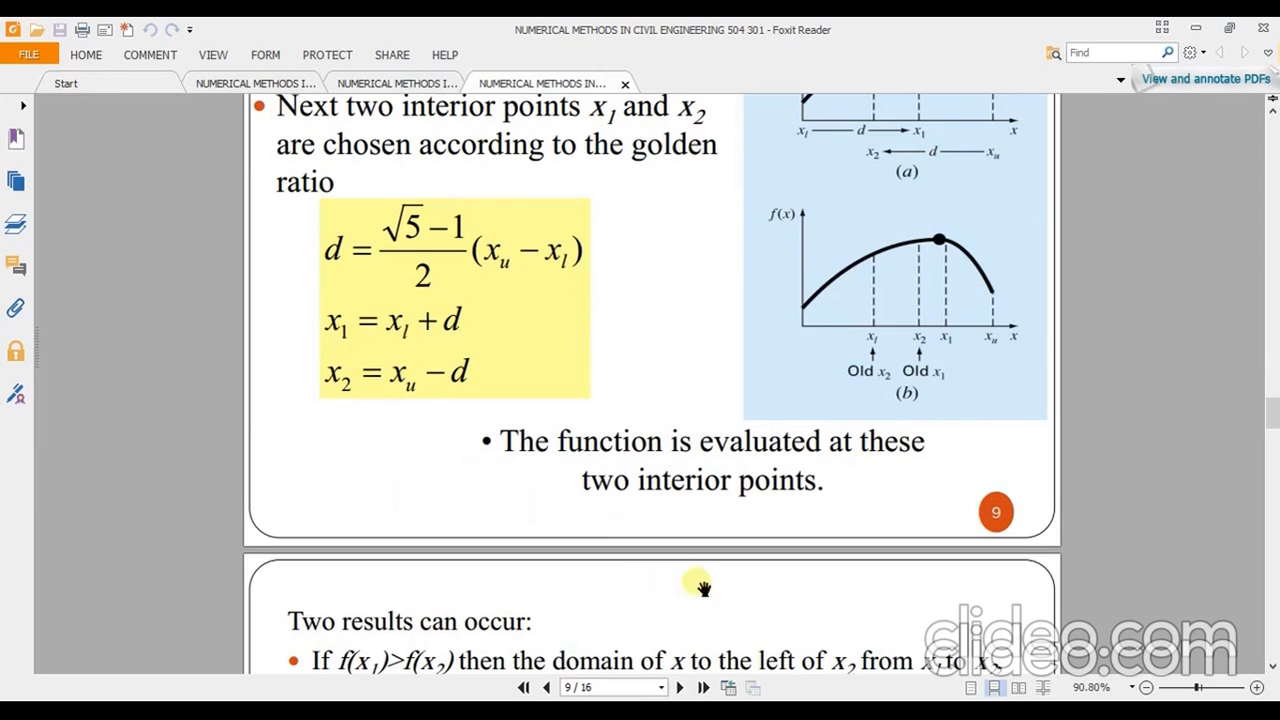 NUMERICAL METHODS IN CIVIL ENGINEERING 504 301 - Foxit Reader
FILE HOME COMMENT VIEW FORM PROTECT SHARE HELP
Find
Start NUMERICAL METHODS I... NUMERICAL METHODS I... NUMERICAL METHODS IN...
View and annotate PDFs
• Next two interior points x₁ and x₂
are chosen according to the golden
ratio
d = (√5 − 1)/2 (xᵤ − xₗ)
x₁ = xₗ + d
x₂ = xᵤ − d
xₗ d x₁ x
x₂ d xᵤ
(a)
f(x)
xₗ x₂ x₁ xᵤ x
Old x₂ Old x₁
(b)
• The function is evaluated at these
two interior points.
9
Two results can occur:
• If f(x₁)>f(x₂) then the domain of x to the left of x₂ from
9 / 16
90.80%
clideo.com